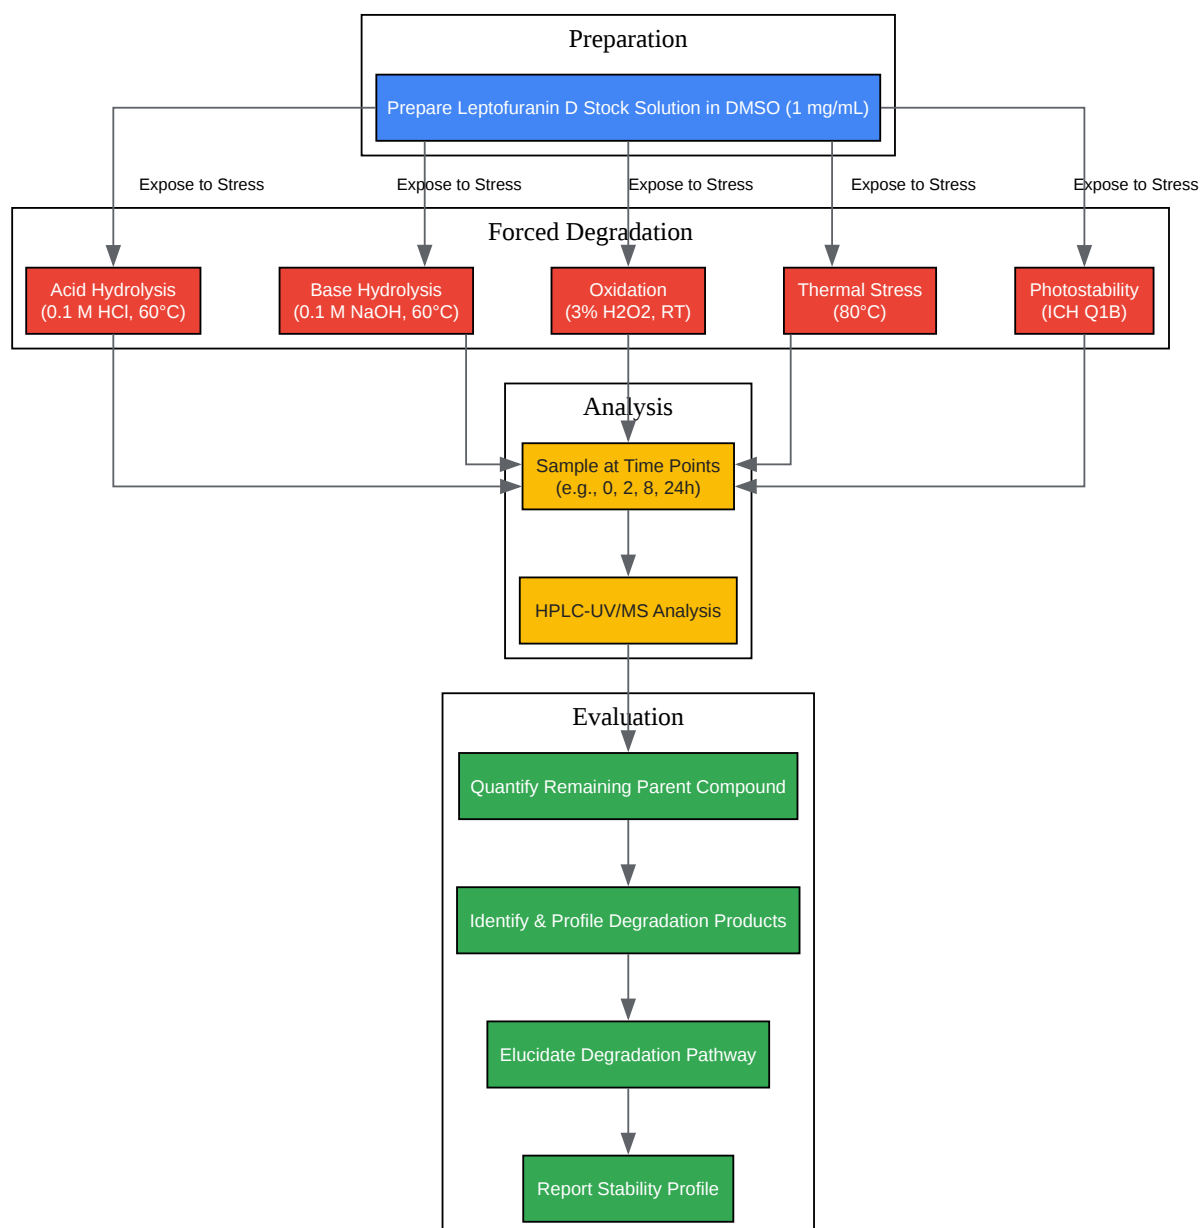 Preparation
Prepare Leptofuranin D Stock Solution in DMSO (1 mg/mL)
Expose to Stress
Expose to Stress
Expose to Stress
Expose to Stress
Expose to Stress
Forced Degradation
Acid Hydrolysis
(0.1 M HCl, 60°C)
Base Hydrolysis
(0.1 M NaOH, 60°C)
Oxidation
(3% H2O2, RT)
Thermal Stress
(80°C)
Photostability
(ICH Q1B)
Analysis
Sample at Time Points
(e.g., 0, 2, 8, 24h)
HPLC-UV/MS Analysis
Evaluation
Quantify Remaining Parent Compound
Identify & Profile Degradation Products
Elucidate Degradation Pathway
Report Stability Profile